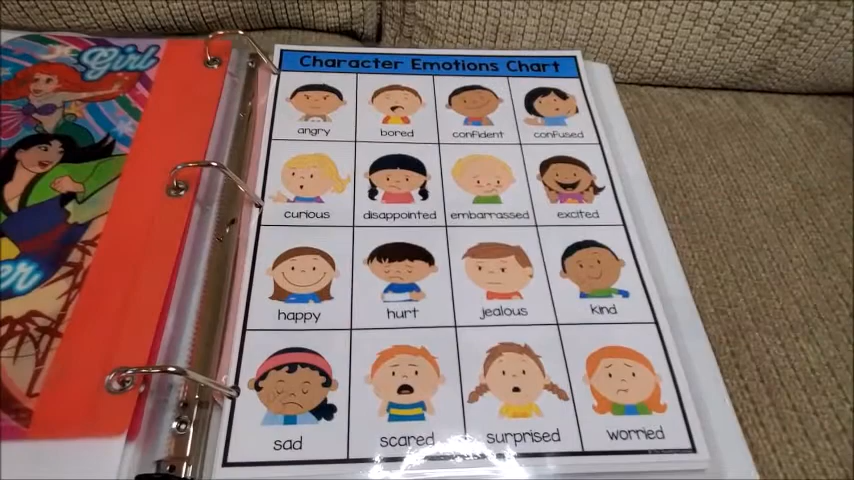 Girl
er
Character Emotions Chart
angry bored confident confused
curious disappointed embarrassed excited
happy hurt jealous kind
sad scared surprised worried